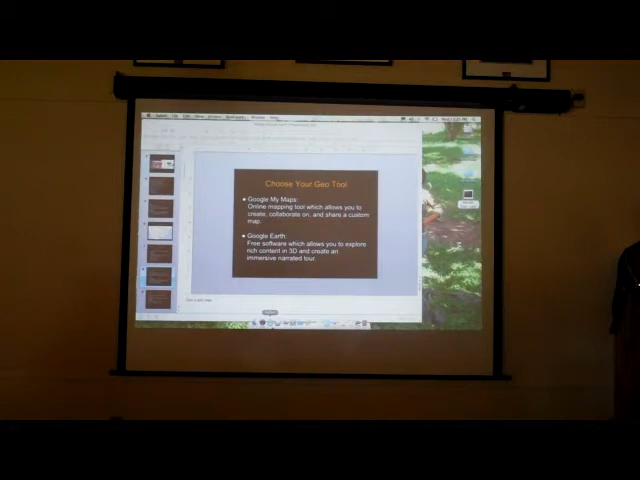 Choose Your Geo Tool
Google My Maps:
Online mapping tool which allows you to
create, collaborate on, and share a custom
map.
Google Earth:
Free software which allows you to explore
rich content in 3D and create an
immersive narrated tour.